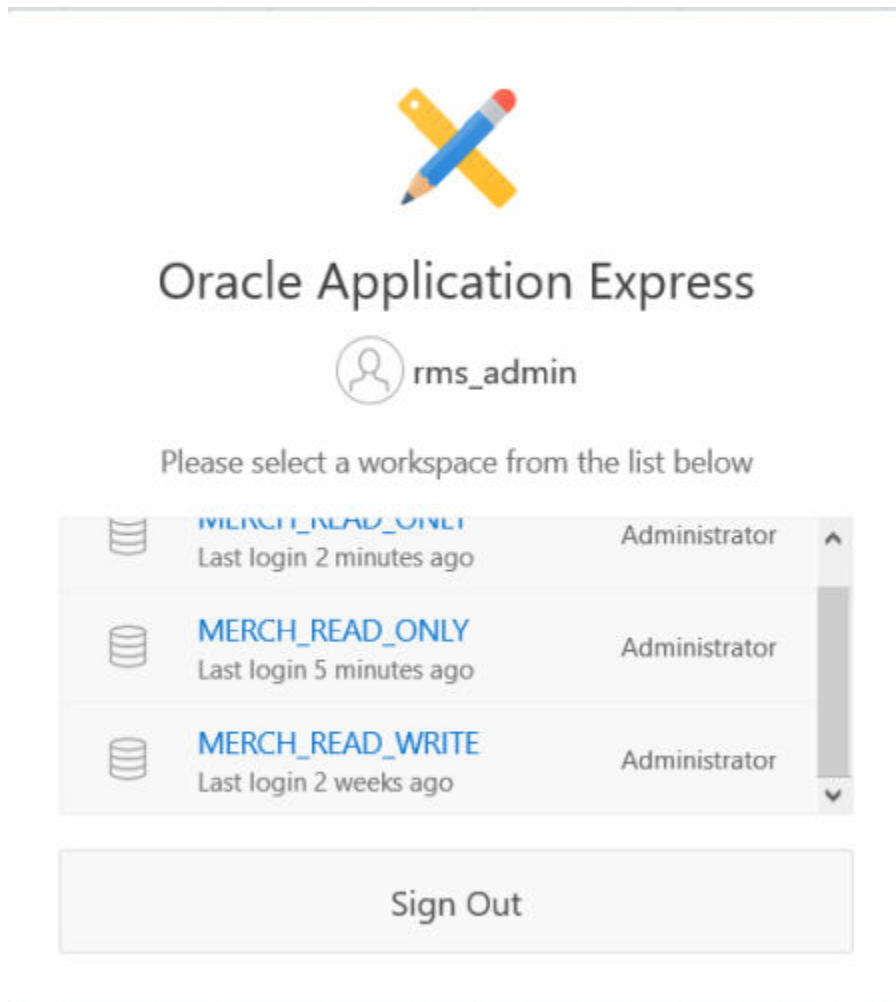 Oracle Application Express
rms_admin
Please select a workspace from the list below
MERCH_READ_ONLY
Last login 2 minutes ago
Administrator
MERCH_READ_ONLY
Last login 5 minutes ago
Administrator
MERCH_READ_WRITE
Last login 2 weeks ago
Administrator
Sign Out